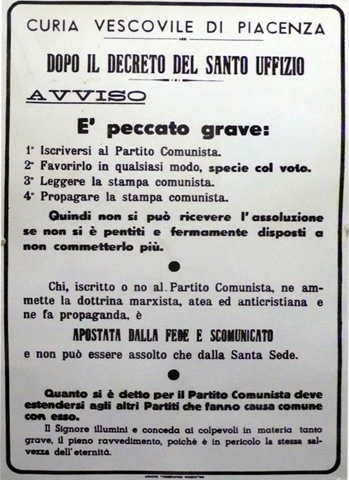 CURIA VESCOVILE DI PIACENZA
DOPO IL DECRETO DEL SANTO UFFIZIO
AVVISO
E' peccato grave:
1° Iscriversi al Partito Comunista.
2° Favorirlo in qualsiasi modo, specie col voto.
3° Leggere la stampa comunista.
4° Propagare la stampa comunista.
Quindi non si può ricevere l'assoluzione
se non si è pentiti e fermamente disposti a
non commetterlo più.
Chi, iscritto o no al Partito Comunista, ne am-
mette la dottrina marxista, atea ed anticristiana e
ne fa propaganda, è
APOSTATA DALLA FEDE E SCOMUNICATO
e non può essere assolto che dalla Santa Sede.
Quanto si è detto per il Partito Comunista deve
estendersi agli altri Partiti che fanno causa comune
con esso.
Il Signore illumini e conceda ai colpevoli in materia tanto
grave, il pieno ravvedimento, poichè è in pericolo la stessa sal-
vezza dell'eternità.
UNIONE TIPOGRAFICA PIACENTINA